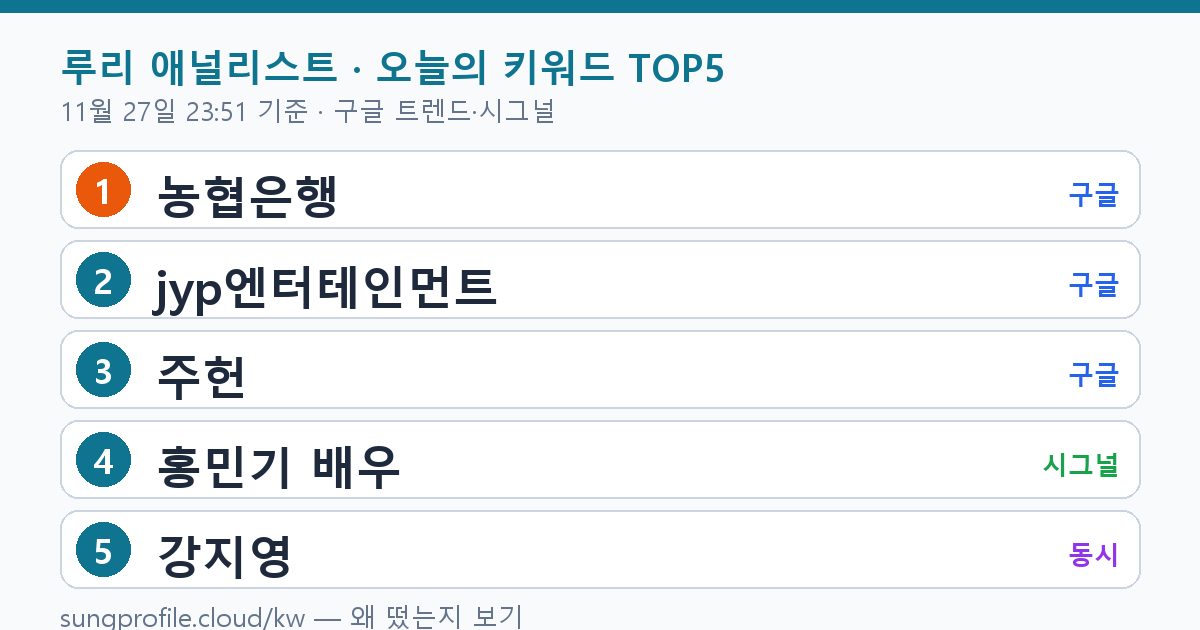 루리 애널리스트 · 오늘의 키워드 TOP5
11월 27일 23:51 기준 · 구글 트렌드·시그널
1 농협은행 구글
2 jyp엔터테인먼트 구글
3 주헌 구글
4 홍민기 배우 시그널
5 강지영 동시
sungprofile.cloud/kw — 왜 떴는지 보기